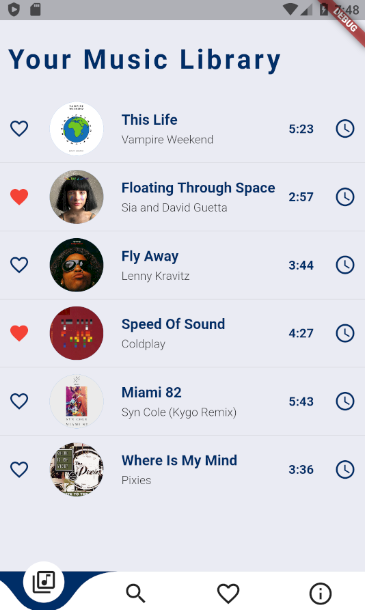 7:48
DEBUG
Your Music Library
This Life
Vampire Weekend
5:23
Floating Through Space
Sia and David Guetta
2:57
Fly Away
Lenny Kravitz
3:44
Speed Of Sound
Coldplay
4:27
Miami 82
Syn Cole (Kygo Remix)
5:43
Where Is My Mind
Pixies
3:36